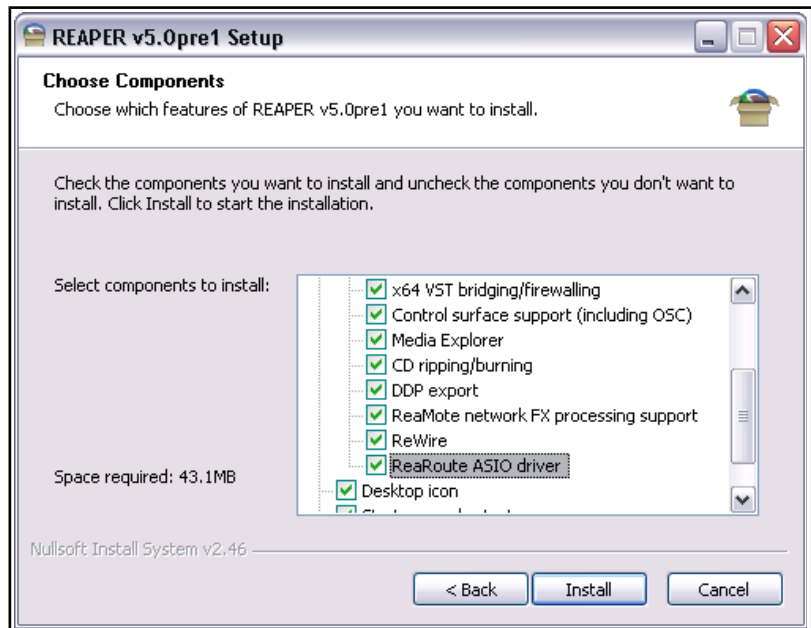 REAPER v5.0pre1 Setup
Choose Components
Choose which features of REAPER v5.0pre1 you want to install.
Check the components you want to install and uncheck the components you don't want to
install. Click Install to start the installation.
Select components to install:
x64 VST bridging/firewalling
Control surface support (including OSC)
Media Explorer
CD ripping/burning
DDP export
ReaMote network FX processing support
ReWire
ReaRoute ASIO driver
Desktop icon
Space required: 43.1MB
Nullsoft Install System v2.46
< Back
Install
Cancel